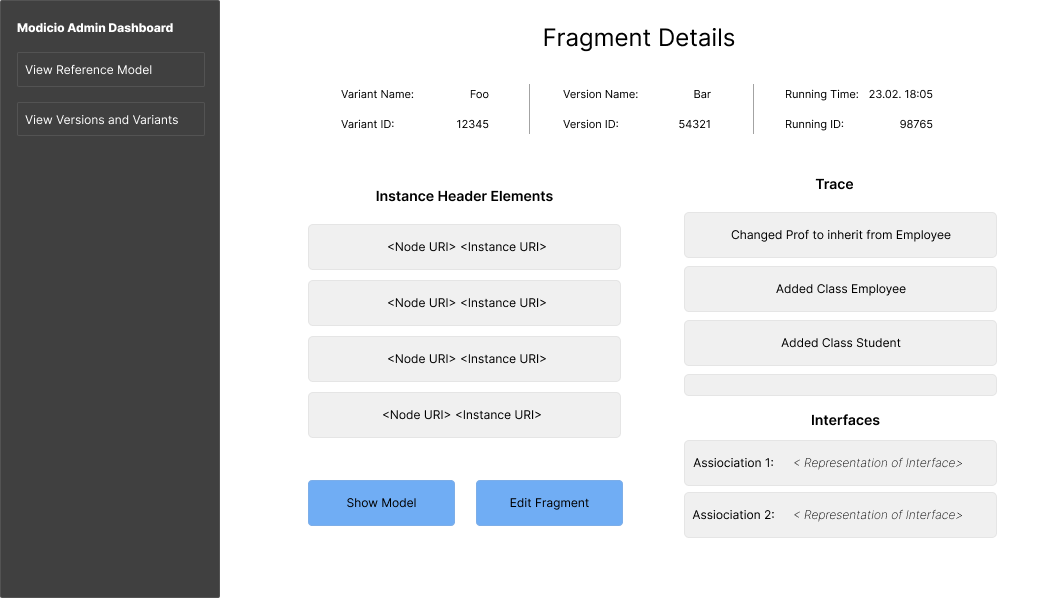 Modicio Admin Dashboard
View Reference Model
View Versions and Variants
Fragment Details
Variant Name: Foo
Variant ID: 12345
Version Name: Bar
Version ID: 54321
Running Time: 23.02. 18:05
Running ID: 98765
Instance Header Elements
<Node URI> <Instance URI>
<Node URI> <Instance URI>
<Node URI> <Instance URI>
<Node URI> <Instance URI>
Show Model
Edit Fragment
Trace
Changed Prof to inherit from Employee
Added Class Employee
Added Class Student
Interfaces
Assiociation 1: < Representation of Interface>
Assiociation 2: < Representation of Interface>